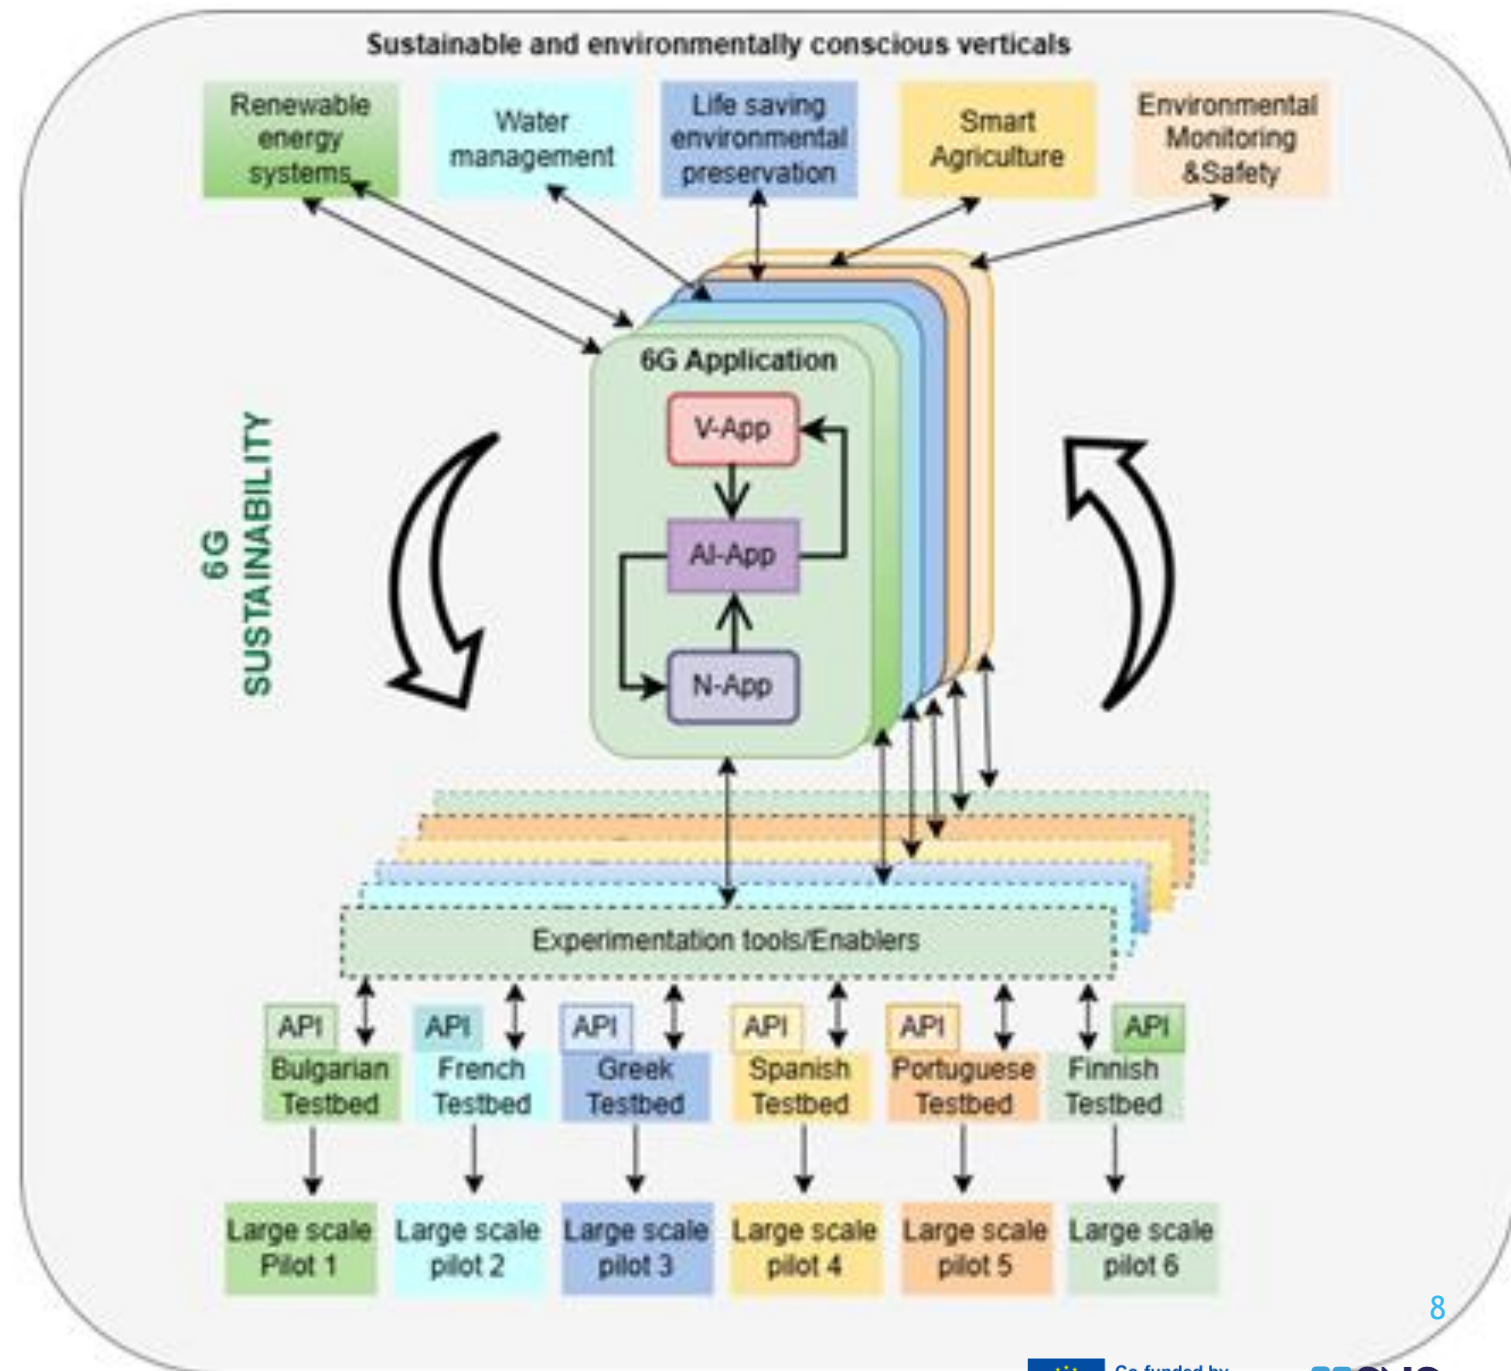 Sustainable and environmentally conscious verticals
Renewable
energy
systems
Water
management
Life saving
environmental
preservation
Smart
Agriculture
Environmental
Monitoring
&Safety
6G
SUSTAINABILITY
6G Application
V-App
AI-App
N-App
Experimentation tools/Enablers
API
API
API
API
API
API
Bulgarian
Testbed
French
Testbed
Greek
Testbed
Spanish
Testbed
Portuguese
Testbed
Finnish
Testbed
Large scale
Pilot 1
Large scale
pilot 2
Large scale
pilot 3
Large scale
pilot 4
Large scale
pilot 5
Large scale
pilot 6
8
Co-funded by